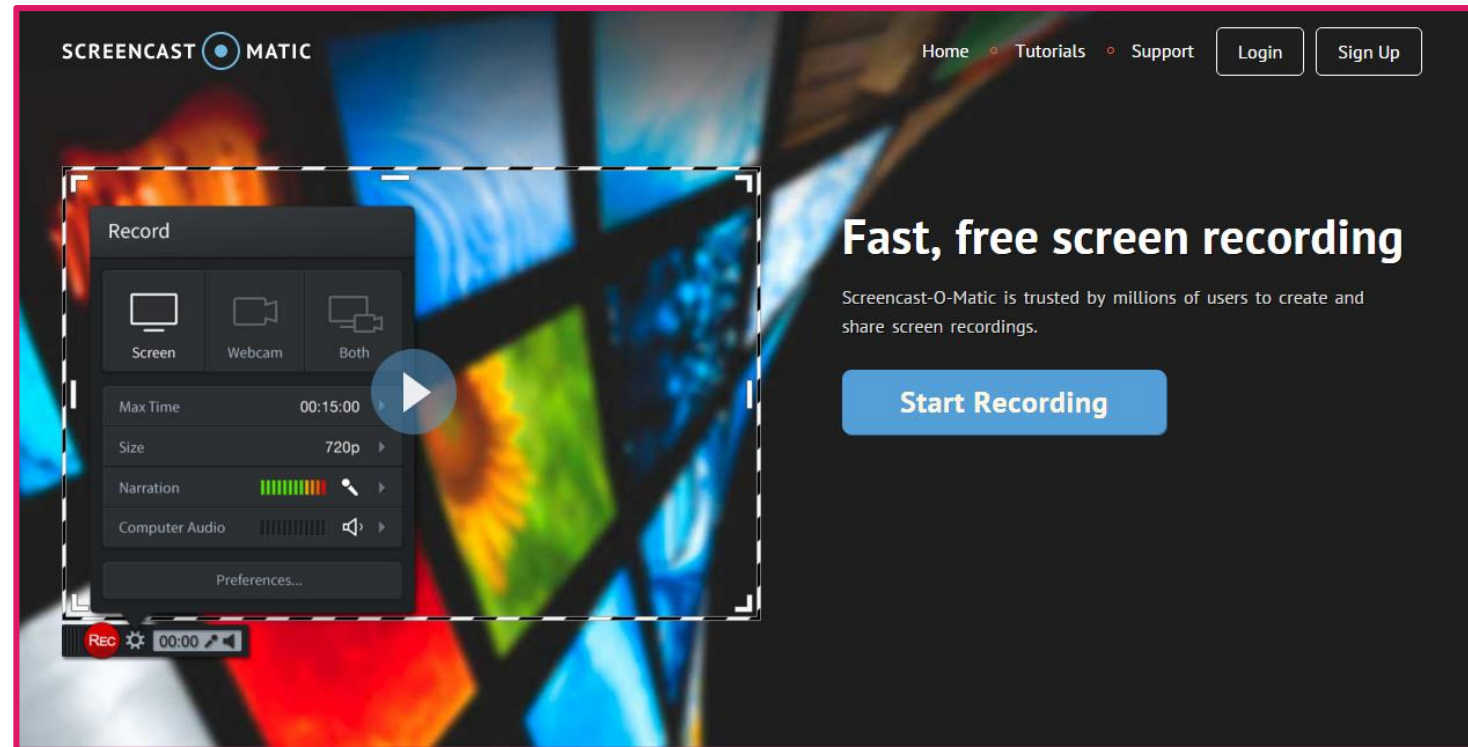 SCREENCAST O MATIC
Home Tutorials Support Login Sign Up
Record
Screen Webcam Both
Max Time 00:15:00
Size 720p
Narration
Computer Audio
Preferences...
REC 00:00
Fast, free screen recording
Screencast-O-Matic is trusted by millions of users to create and
share screen recordings.
Start Recording